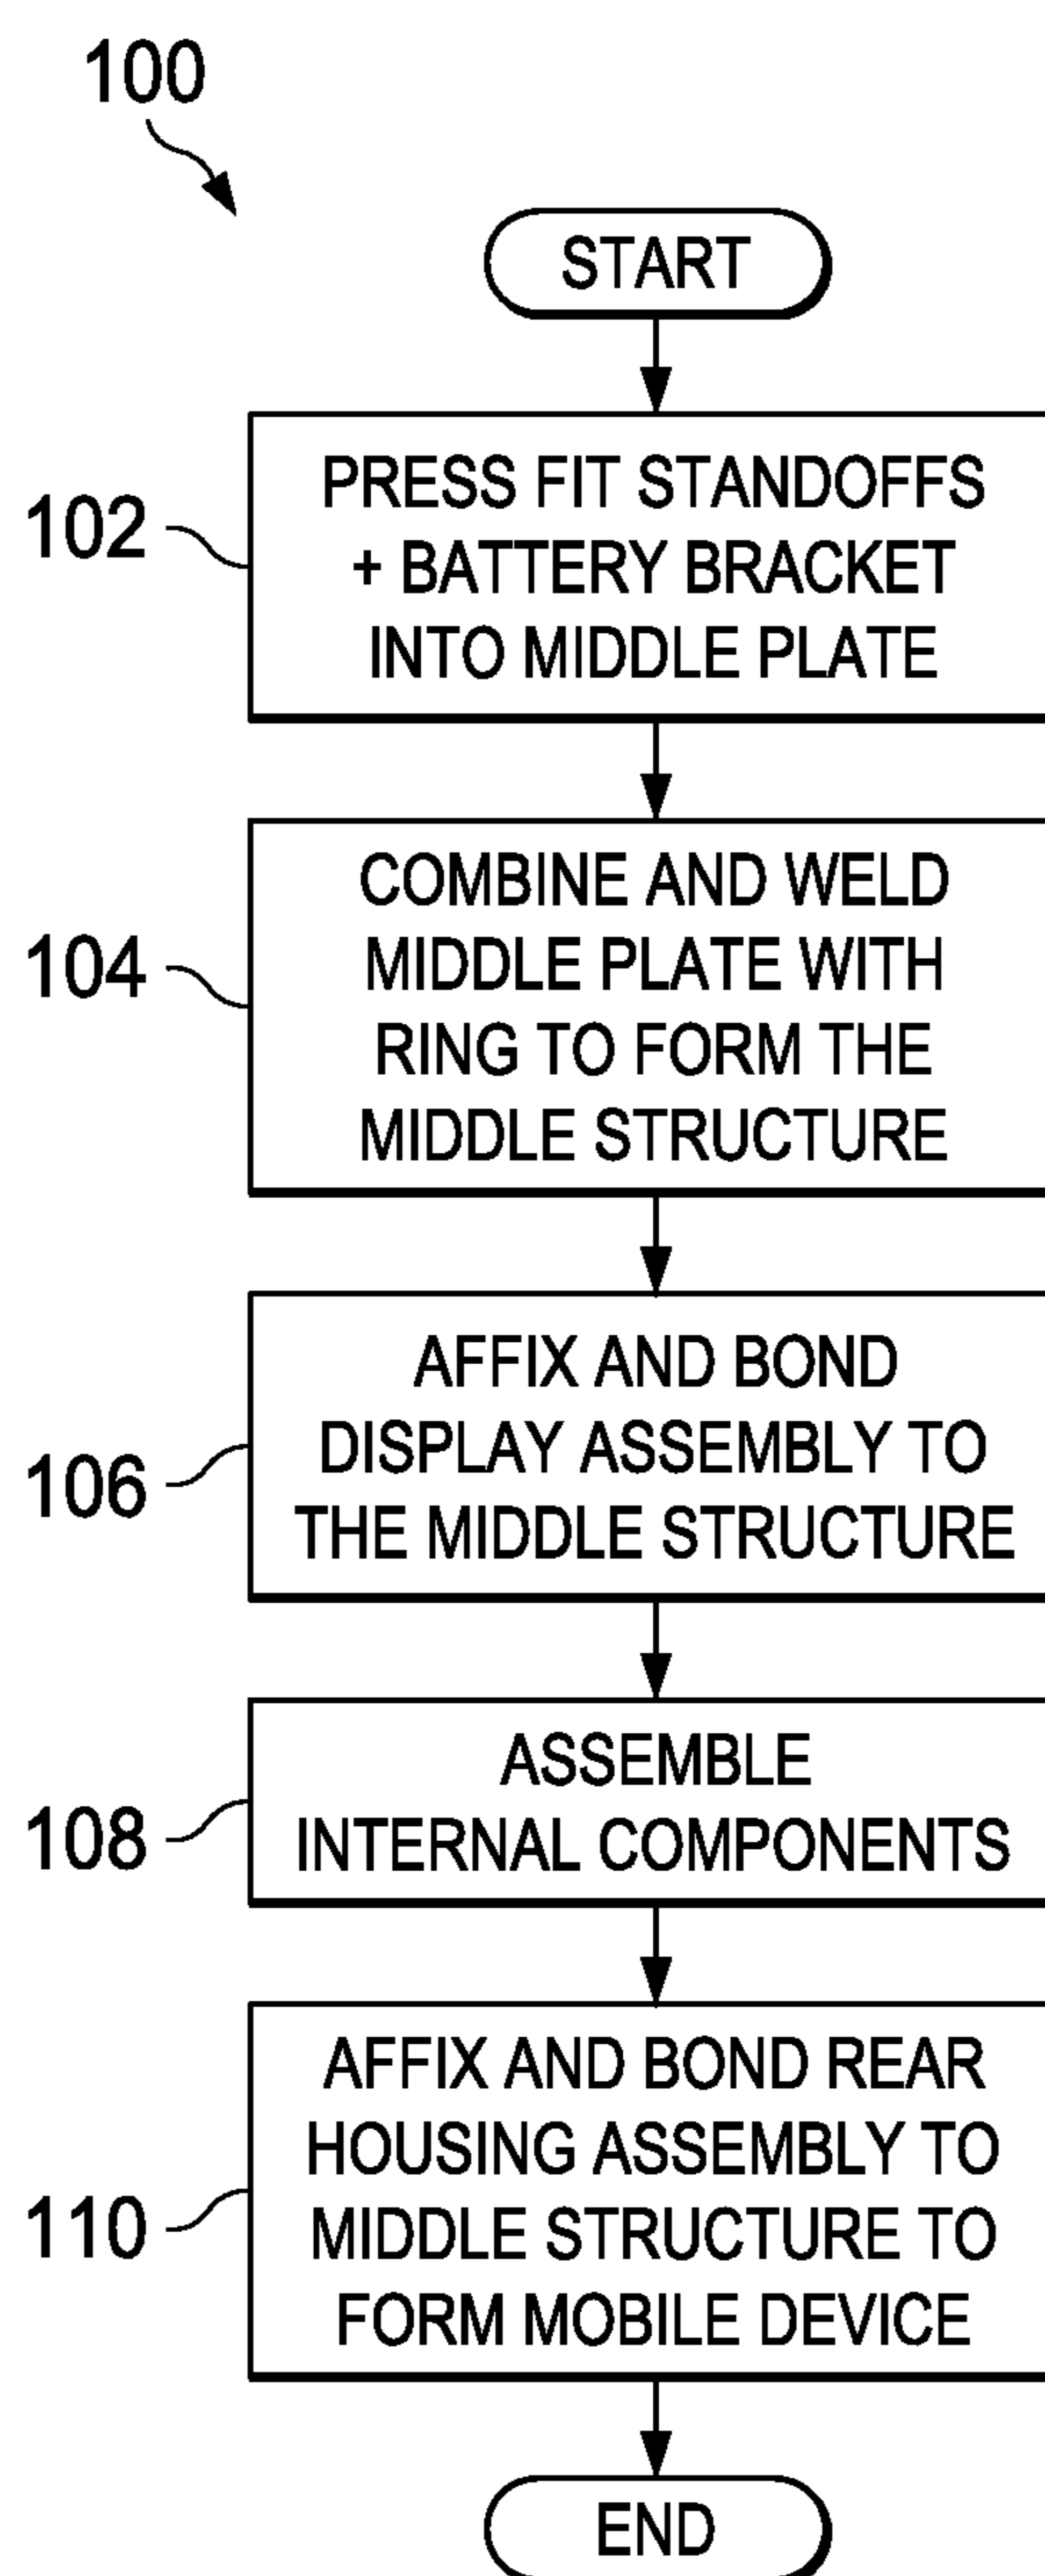 100
START
102
PRESS FIT STANDOFFS
+ BATTERY BRACKET
INTO MIDDLE PLATE
104
COMBINE AND WELD
MIDDLE PLATE WITH
RING TO FORM THE
MIDDLE STRUCTURE
106
AFFIX AND BOND
DISPLAY ASSEMBLY TO
THE MIDDLE STRUCTURE
108
ASSEMBLE
INTERNAL COMPONENTS
110
AFFIX AND BOND REAR
HOUSING ASSEMBLY TO
MIDDLE STRUCTURE TO
FORM MOBILE DEVICE
END